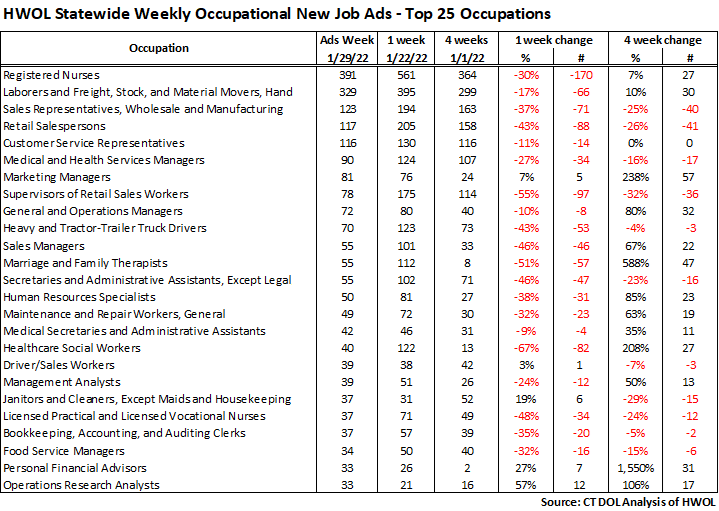 HWOL Statewide Weekly Occupational New Job Ads - Top 25 Occupations
Occupation Ads Week 1 week 4 weeks 1 week change 4 week change
1/29/22 1/22/22 1/1/22 % # % #
Registered Nurses 391 561 364 -30% -170 7% 27
Laborers and Freight, Stock, and Material Movers, Hand 329 395 299 -17% -66 10% 30
Sales Representatives, Wholesale and Manufacturing 123 194 163 -37% -71 -25% -40
Retail Salespersons 117 205 158 -43% -88 -26% -41
Customer Service Representatives 116 130 116 -11% -14 0% 0
Medical and Health Services Managers 90 124 107 -27% -34 -16% -17
Marketing Managers 81 76 24 7% 5 238% 57
Supervisors of Retail Sales Workers 78 175 114 -55% -97 -32% -36
General and Operations Managers 72 80 40 -10% -8 80% 32
Heavy and Tractor-Trailer Truck Drivers 70 123 73 -43% -53 -4% -3
Sales Managers 55 101 33 -46% -46 67% 22
Marriage and Family Therapists 55 112 8 -51% -57 588% 47
Secretaries and Administrative Assistants, Except Legal 55 102 71 -46% -47 -23% -16
Human Resources Specialists 50 81 27 -38% -31 85% 23
Maintenance and Repair Workers, General 49 72 30 -32% -23 63% 19
Medical Secretaries and Administrative Assistants 42 46 31 -9% -4 35% 11
Healthcare Social Workers 40 122 13 -67% -82 208% 27
Driver/Sales Workers 39 38 42 3% 1 -7% -3
Management Analysts 39 51 26 -24% -12 50% 13
Janitors and Cleaners, Except Maids and Housekeeping 37 31 52 19% 6 -29% -15
Licensed Practical and Licensed Vocational Nurses 37 71 49 -48% -34 -24% -12
Bookkeeping, Accounting, and Auditing Clerks 37 57 39 -35% -20 -5% -2
Food Service Managers 34 50 40 -32% -16 -15% -6
Personal Financial Advisors 33 26 2 27% 7 1,550% 31
Operations Research Analysts 33 21 16 57% 12 106% 17
Source: CT DOL Analysis of HWOL